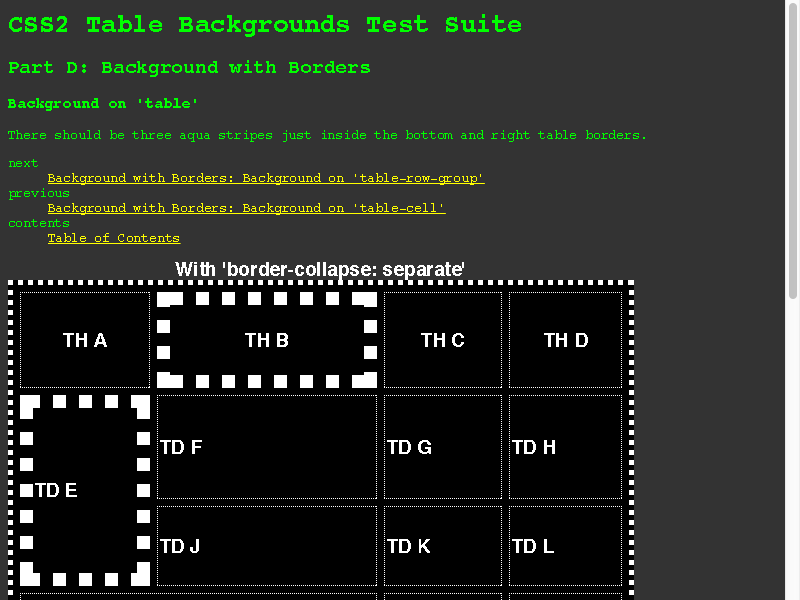 CSS2 Table Backgrounds Test Suite
Part D: Background with Borders
Background on 'table'
There should be three aqua stripes just inside the bottom and right table borders.
next
Background with Borders: Background on 'table-row-group'
previous
Background with Borders: Background on 'table-cell'
contents
Table of Contents
With 'border-collapse: separate'
TH A TH B TH C TH D
TD F TD G TD H
TD E
TD J TD K TD L